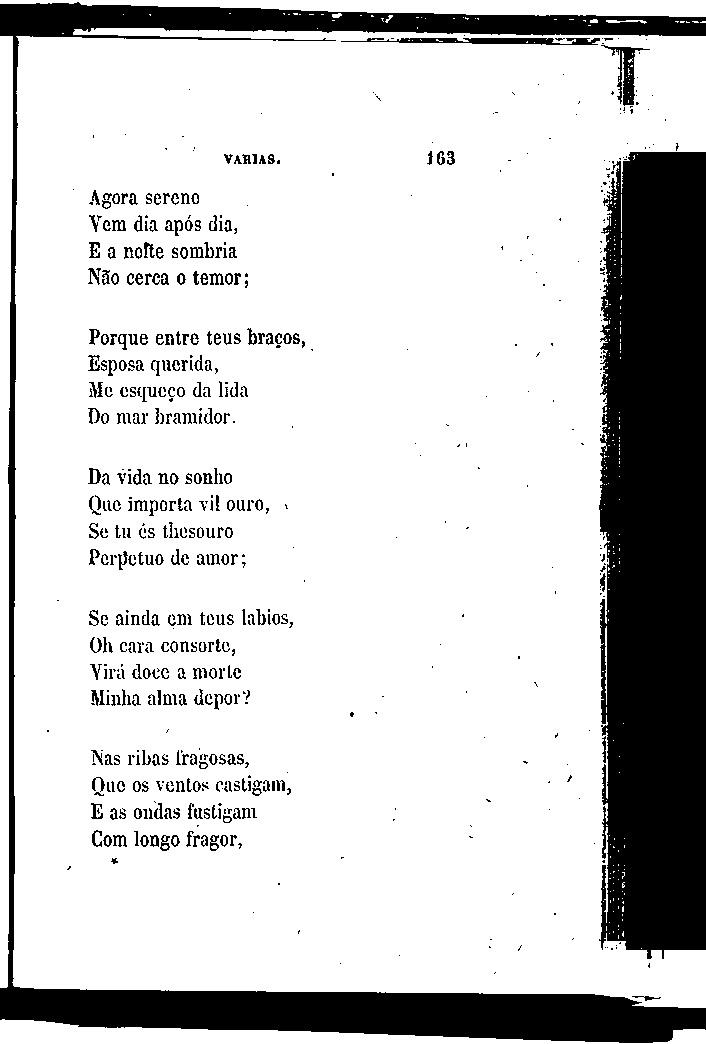 VARIAS. 163
Agora sereno
Vem dia após dia,
E a noite sombria
Não cerca o temor;
Porque entre teus braços,
Esposa querida,
Me esqueço da lida
Do mar bramidor.
Da vida no sonho
Que importa vil ouro,
Se tu és thesouro
Perpetuo de amor;
Se ainda em teus labios,
Oh cara consorte,
Virá doce a morte
Minha alma depor?
Nas ribas fragosas,
Que os ventos castigam,
E as ondas fustigam
Com longo fragor,